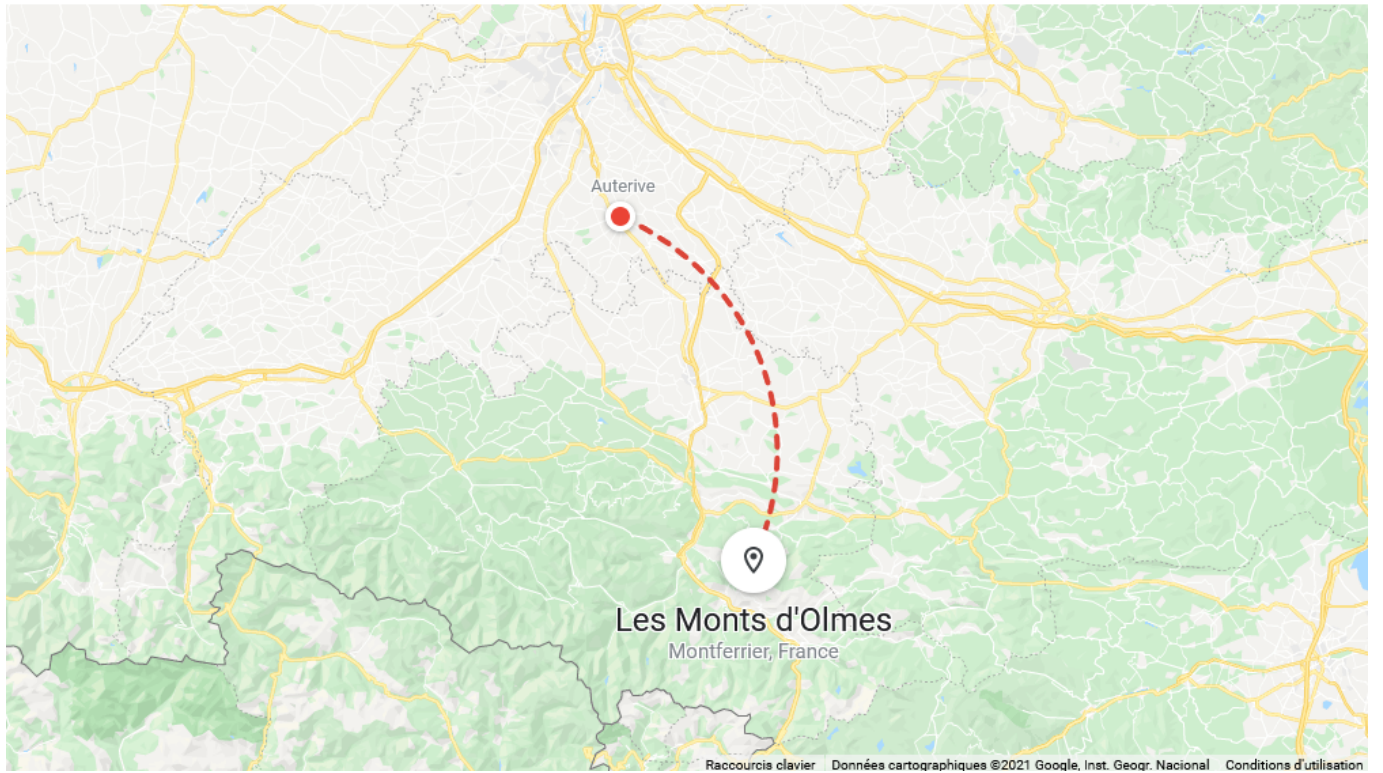 Auterive
Les Monts d'Olmes
Montferrier, France
Raccourcis clavier Données cartographiques ©2021 Google, Inst. Geogr. Nacional Conditions d'utilisation